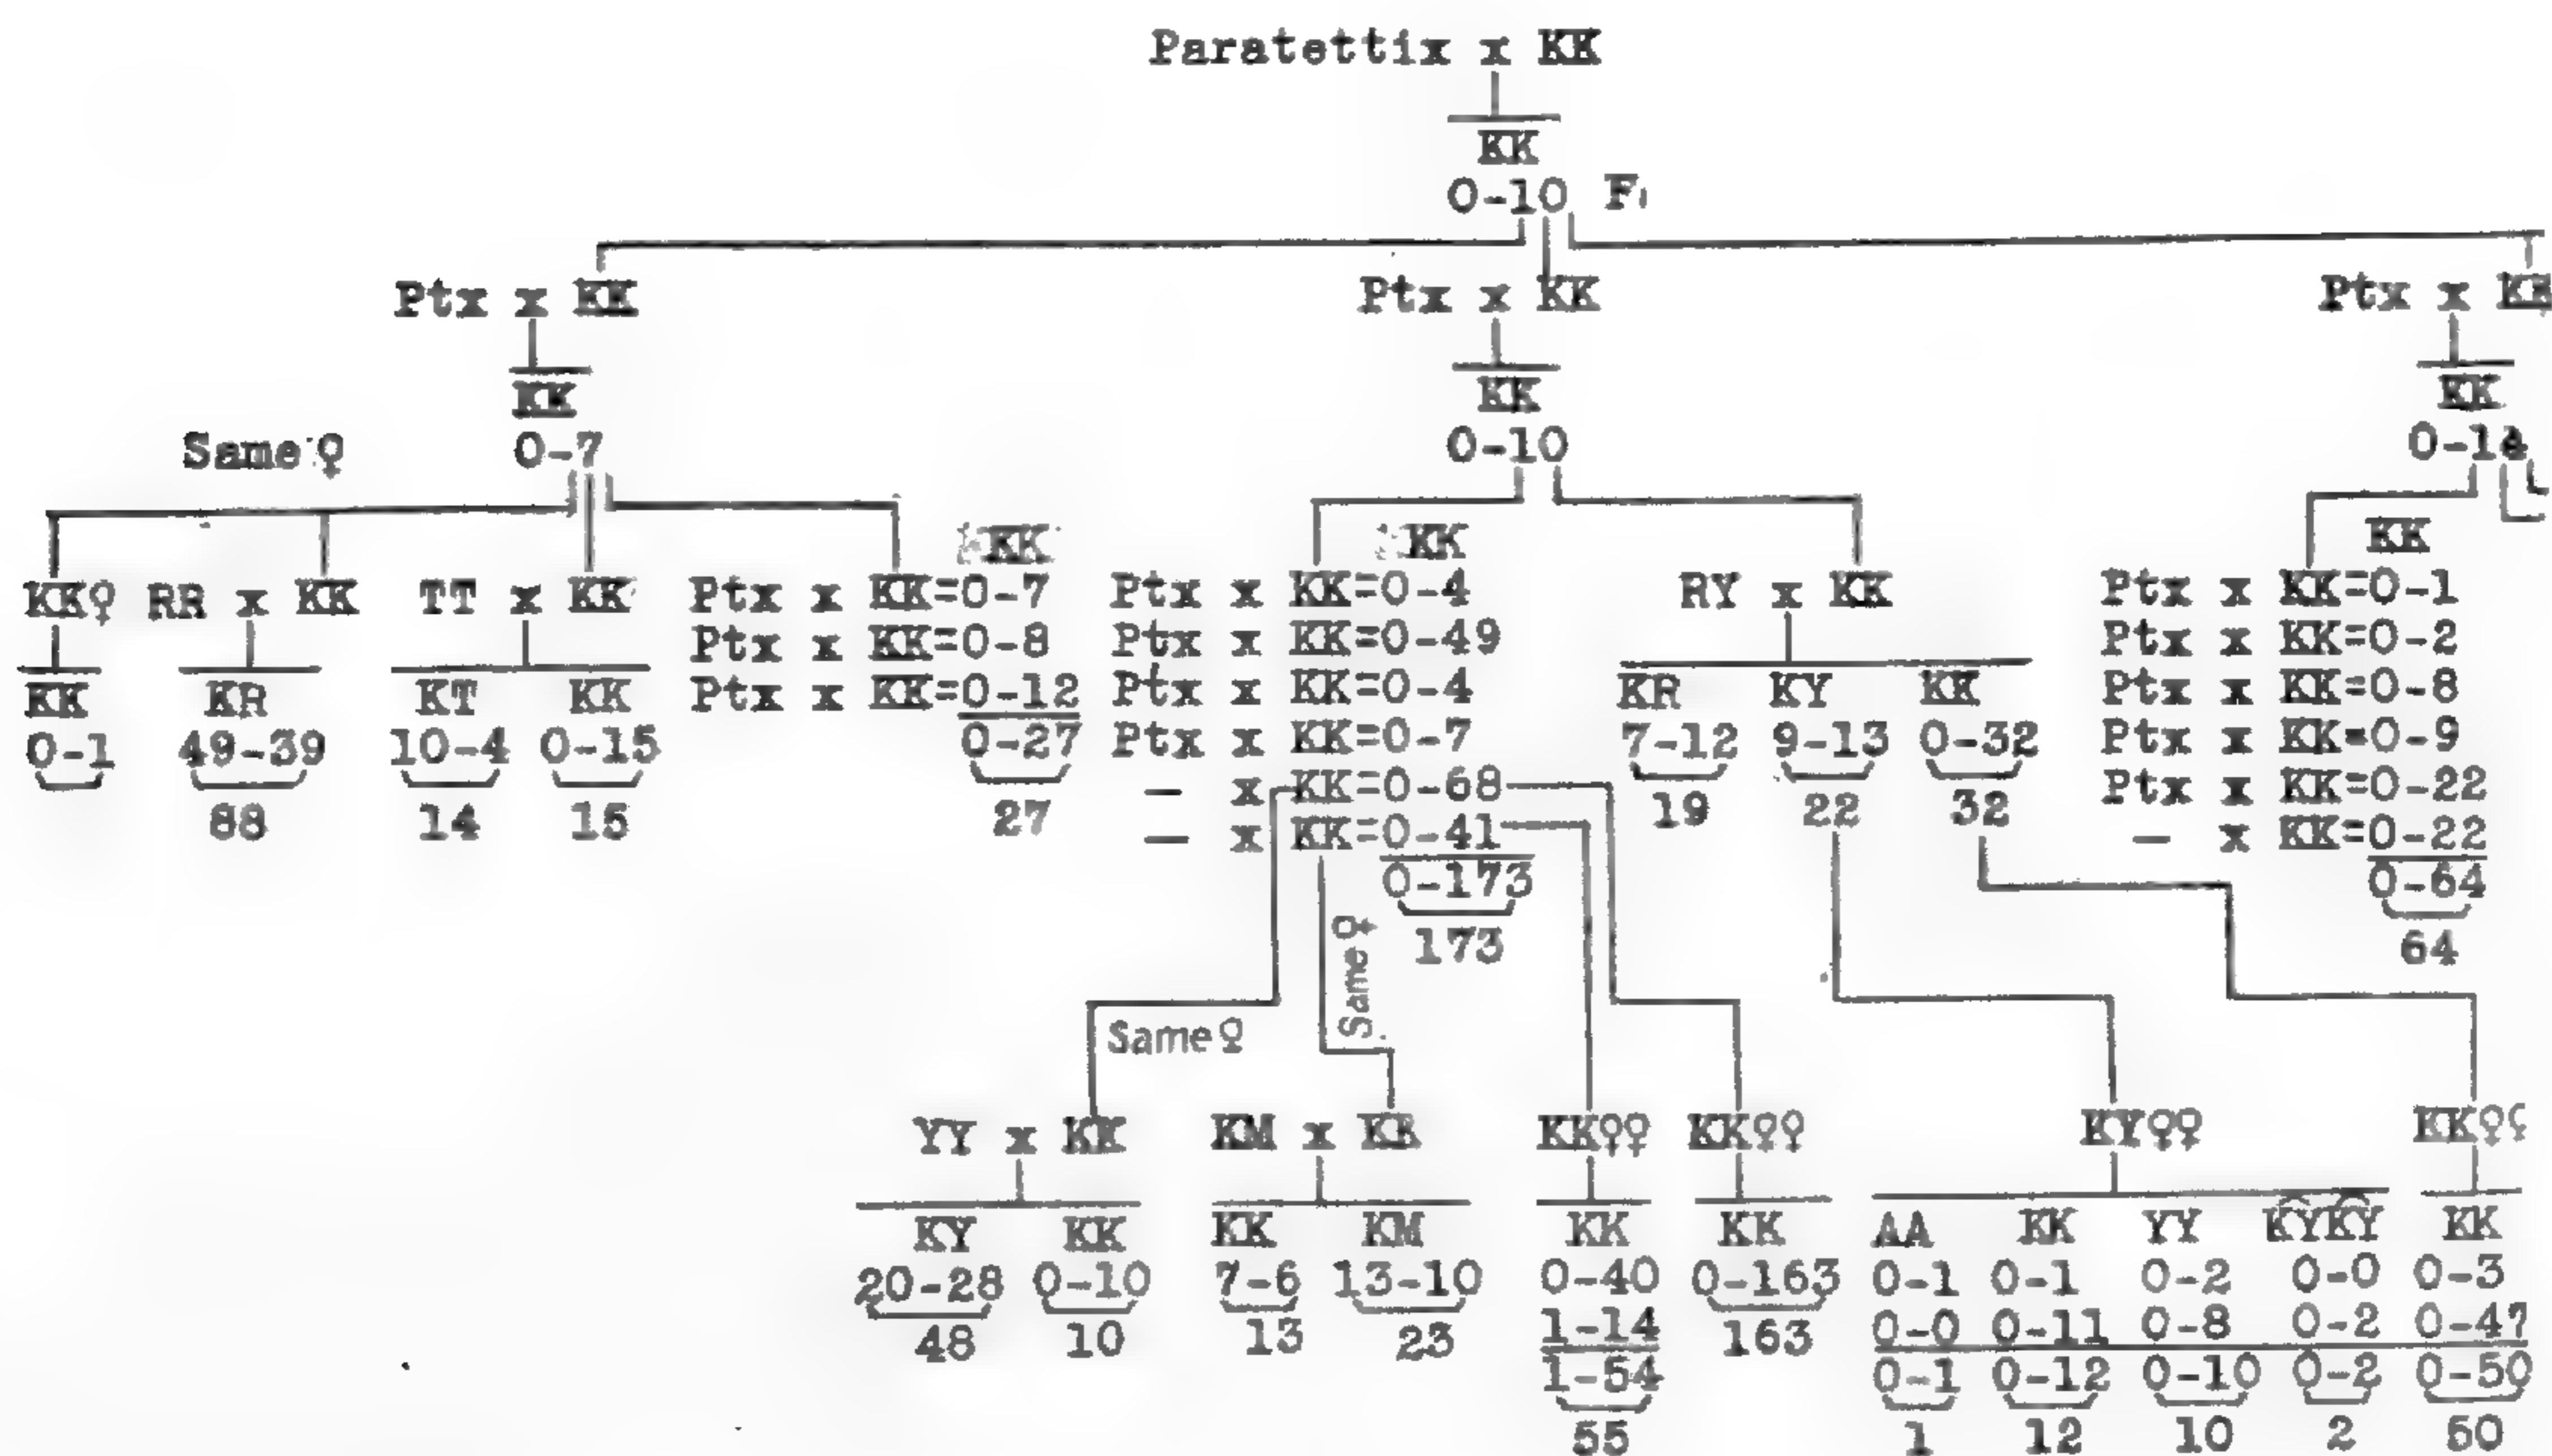 Paratettix x KK
KK
0-10 F₁
Ptx x KK
Ptx x KK
Ptx x
KK
0-7
KK
0-10
KK
Same ♀
KK♀ RR x KK TT x KK
KK
0-1
KR
49-39
88
KT KK
10-4 0-15
14 15
KK
Ptx x KK=0-7
Ptx x KK=0-8
Ptx x KK=0-12
0-27
27
KK
Ptx x KK=0-4
Ptx x KK=0-49
Ptx x KK=0-4
Ptx x KK=0-7
— x KK=0-68
— x KK=0-41
0-173
173
RY x KK
KR KY KK
7-12 9-13 0-32
19 22 32
KK
Ptx x KK=0-1
Ptx x KK=0-2
Ptx x KK=0-8
Ptx x KK=0-9
Ptx x KK=0-22
— x KK=0-22
0-64
64
Same ♀
Same ♀
YY x KK
KY KK
20-28 0-10
48 10
KM x KK
KK KM
7-6 13-10
13 23
KK♀♀
KK
0-40
1-14
1-54
55
KK♀♀
KK
0-163
163
KY♀♀
AA KK YY KYKY
0-1 0-1 0-2 0-0
0-0 0-11 0-8 0-2
0-1 0-12 0-10 0-2
1 12 10 2
KK♀♀
KK
0-3
0-47
0-50
50